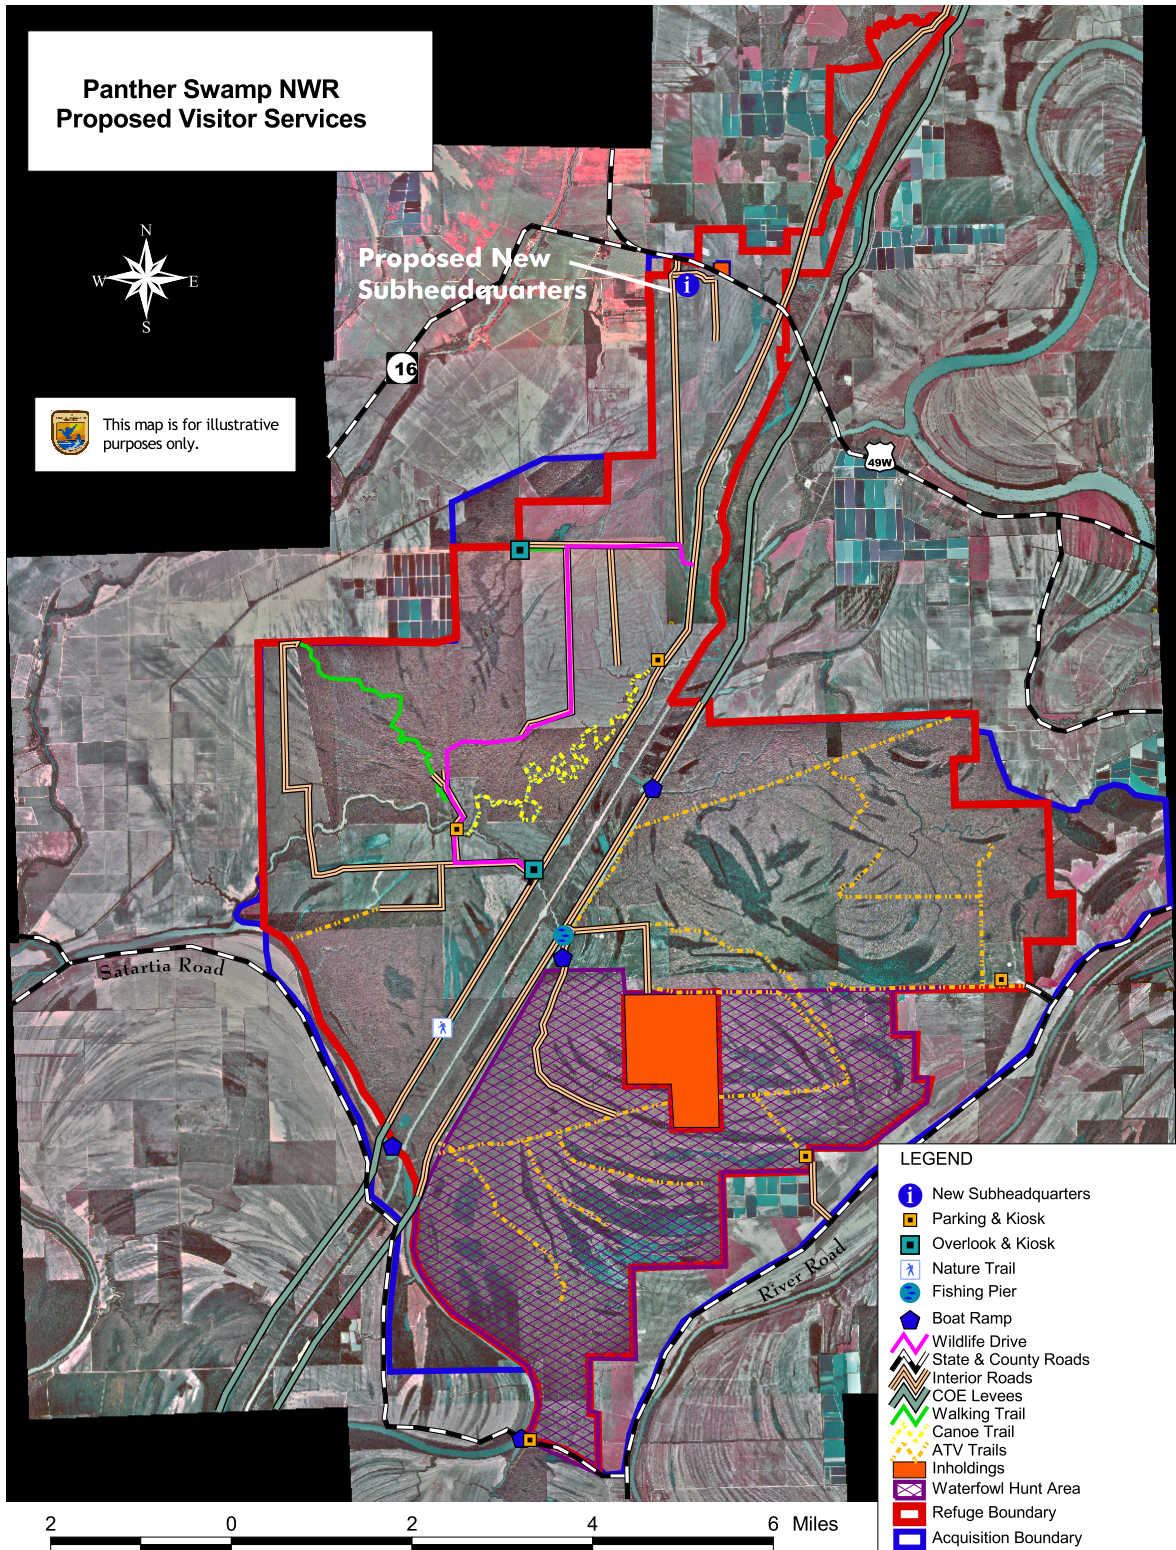 Panther Swamp NWR
Proposed Visitor Services
N
W
E
S
Proposed New
Subheadquarters
i
16
This map is for illustrative
purposes only.
49W
Satartia Road
River Road
LEGEND
i
New Subheadquarters
Parking & Kiosk
Overlook & Kiosk
Nature Trail
Fishing Pier
Boat Ramp
Wildlife Drive
State & County Roads
Interior Roads
COE Levees
Walking Trail
Canoe Trail
ATV Trails
Inholdings
Waterfowl Hunt Area
Refuge Boundary
Acquisition Boundary
2 0 2 4 6 Miles